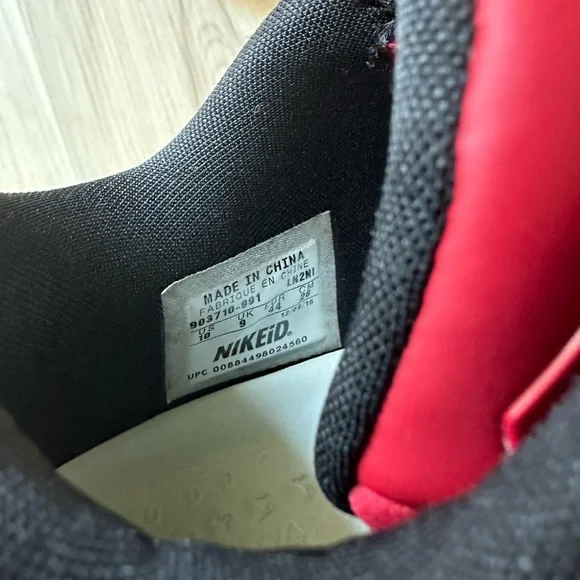 MADE IN CHINA
FABRIQUE EN CHINE
903710-991 LN2NI
US UK EUR CM
10 9 44 28
NIKEiD.
UPC 00884498024560